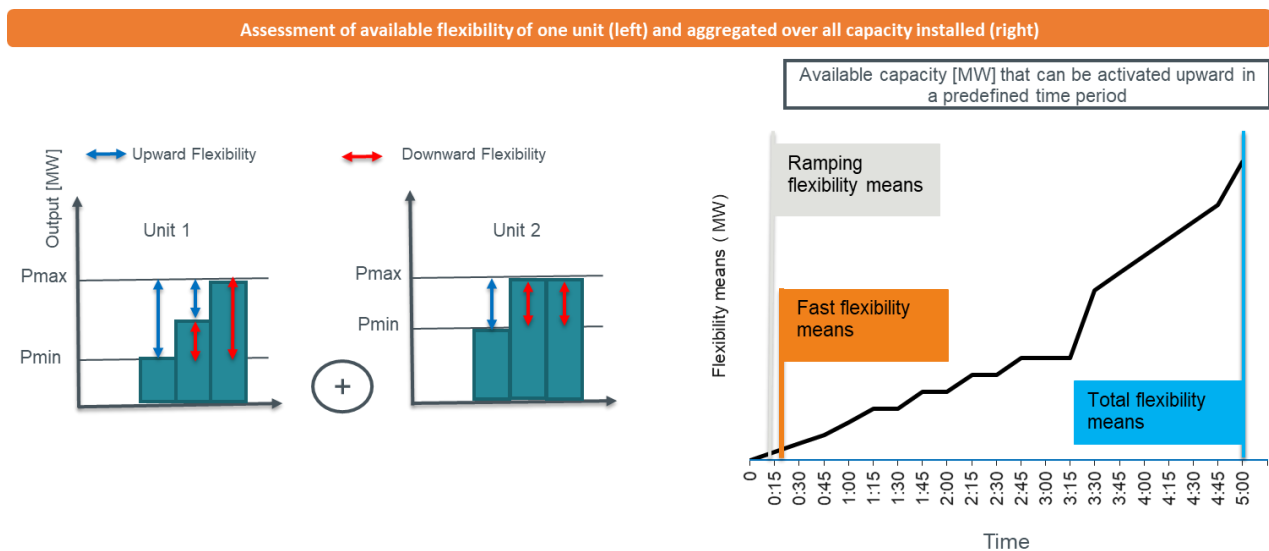 Assessment of available flexibility of one unit (left) and aggregated over all capacity installed (right)
Available capacity [MW] that can be activated upward in
a predefined time period
Upward Flexibility
Downward Flexibility
Output [MW]
Unit 1
Pmax
Pmin
+
Unit 2
Pmax
Pmin
Flexibility means ( MW)
Ramping
flexibility means
Fast flexibility
means
Total flexibility
means
0
0:15
0:30
0:45
1:00
1:15
1:30
1:45
2:00
2:15
2:30
2:45
3:00
3:15
3:30
4:00
4:15
4:30
4:45
5:00
Time